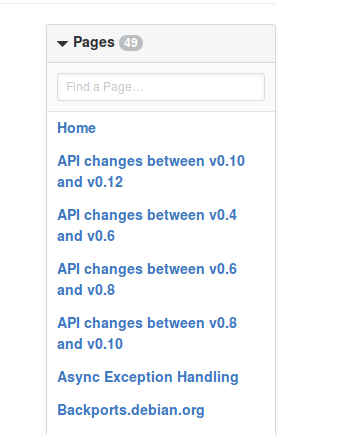 Pages 49
Find a Page...
Home
API changes between v0.10
and v0.12
API changes between v0.4
and v0.6
API changes between v0.6
and v0.8
API changes between v0.8
and v0.10
Async Exception Handling
Backports.debian.org